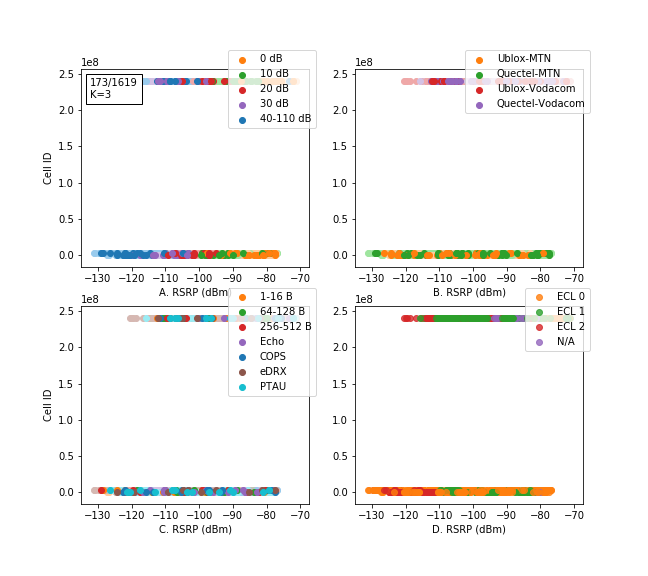 1e8
2.5
2.0
1.5
1.0
0.5
0.0
Cell ID
173/1619
K=3
0 dB
10 dB
20 dB
30 dB
40-110 dB
−130 −120 −110 −100 −90 −80 −70
A. RSRP (dBm)
1e8
2.5
2.0
1.5
1.0
0.5
0.0
Ublox-MTN
Quectel-MTN
Ublox-Vodacom
Quectel-Vodacom
−130 −120 −110 −100 −90 −80 −70
B. RSRP (dBm)
1e8
2.5
2.0
1.5
1.0
0.5
0.0
Cell ID
1-16 B
64-128 B
256-512 B
Echo
COPS
eDRX
PTAU
−130 −120 −110 −100 −90 −80 −70
C. RSRP (dBm)
1e8
2.5
2.0
1.5
1.0
0.5
0.0
ECL 0
ECL 1
ECL 2
N/A
−130 −120 −110 −100 −90 −80 −70
D. RSRP (dBm)